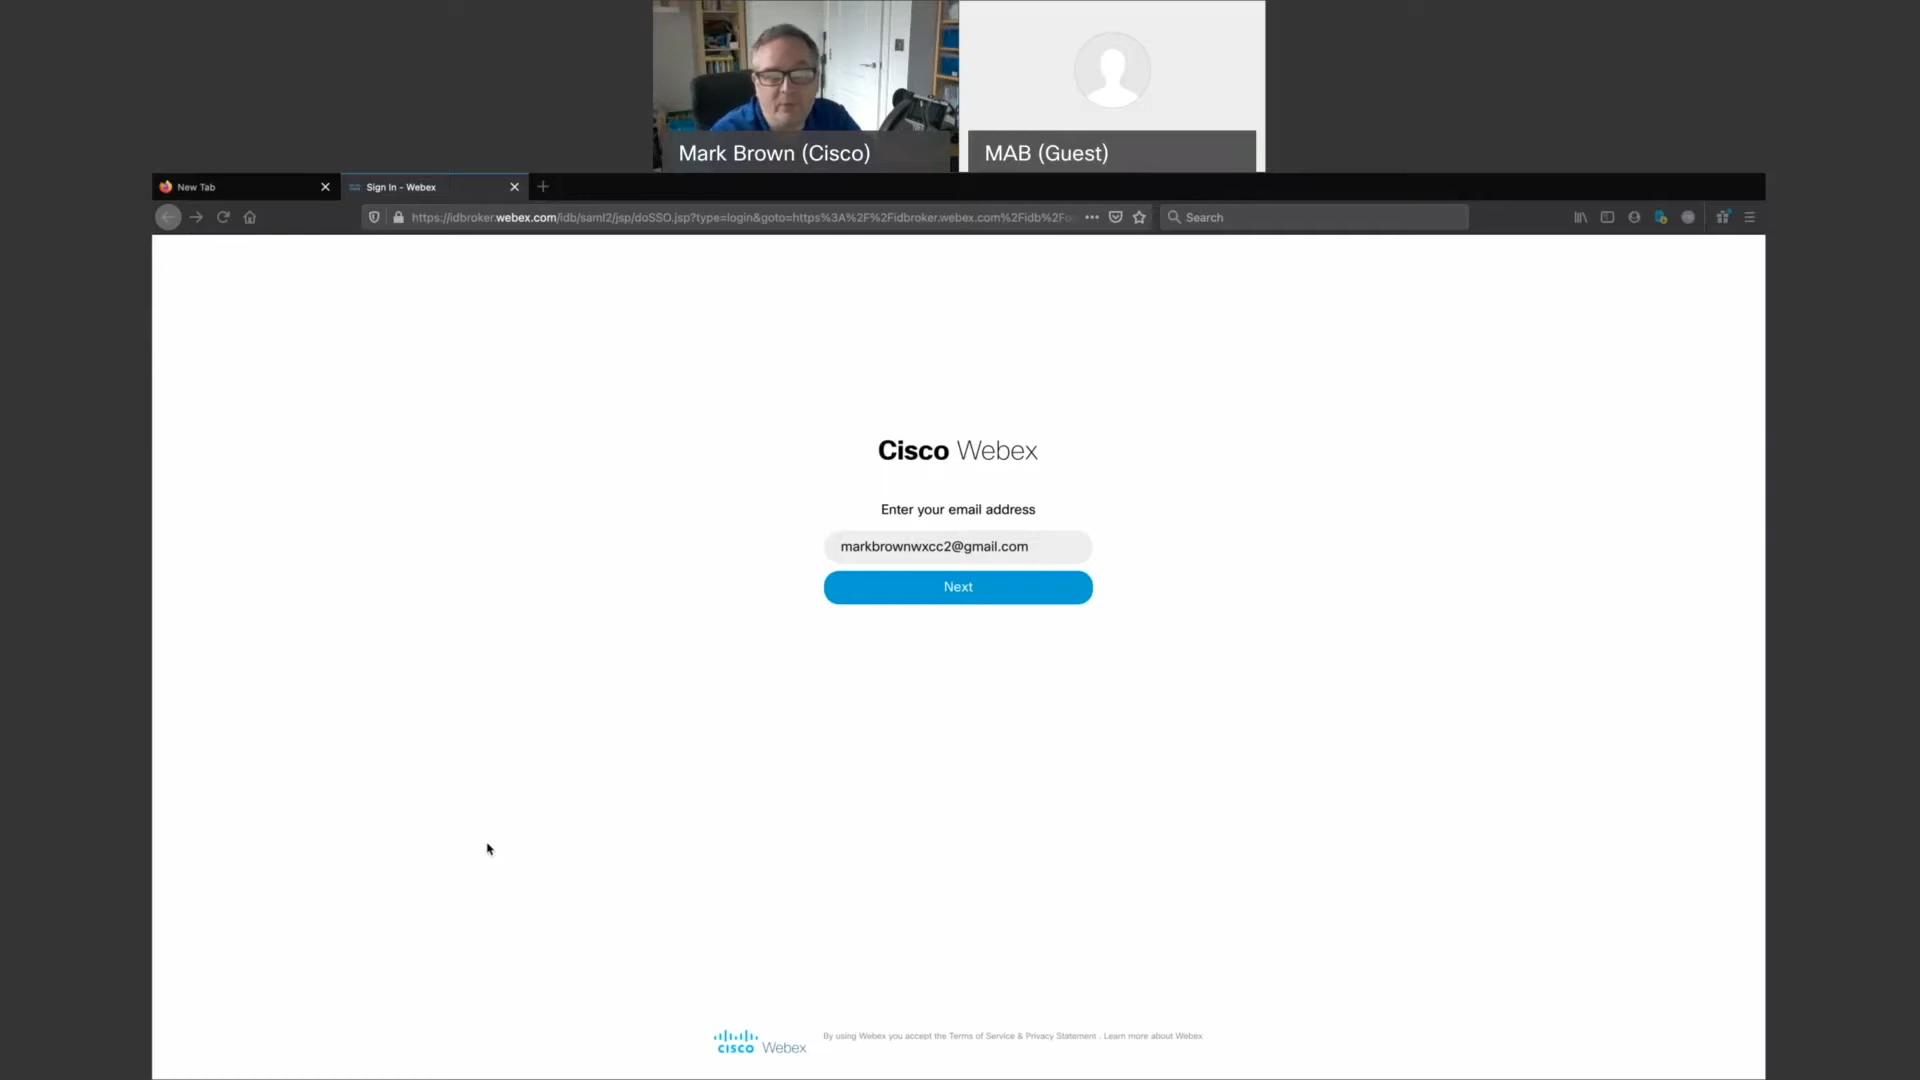 Mark Brown (Cisco)
MAB (Guest)
New Tab
Sign In - Webex
https://idbroker.webex.com/idb/saml2/jsp/doSSO.jsp?type=login&goto=https%3A%2F%2Fidbroker.webex.com%2Fidb%2Fo
Search
Cisco Webex
Enter your email address
markbrownwxcc2@gmail.com
Next
CISCO Webex
By using Webex you accept the Terms of Service & Privacy Statement . Learn more about Webex